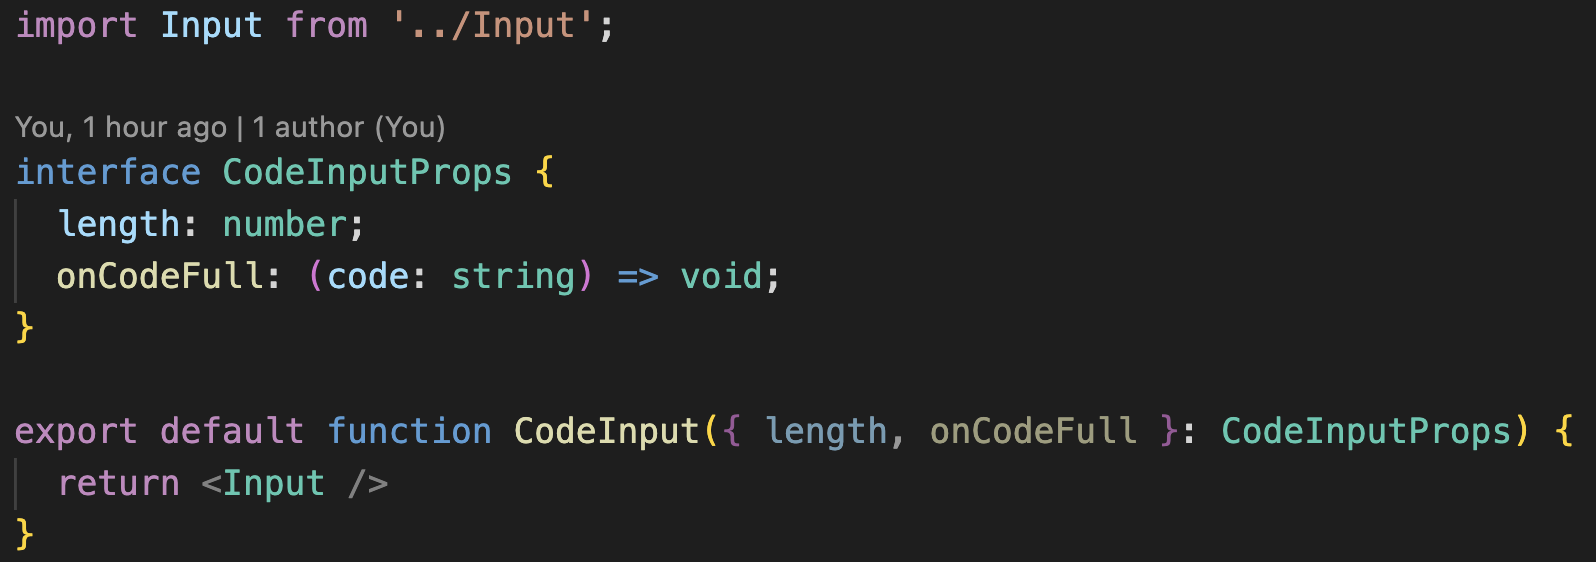 import Input from '../Input';
You, 1 hour ago | 1 author (You)
interface CodeInputProps {
  length: number;
  onCodeFull: (code: string) => void;
}
export default function CodeInput({ length, onCodeFull }: CodeInputProps) {
  return <Input />
}